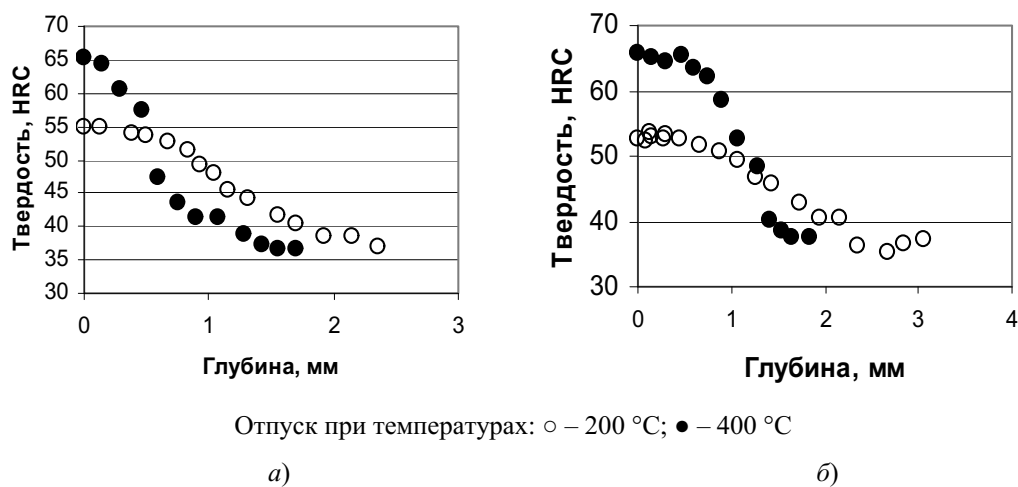 70
65
60
55
50
45
40
35
30
Твердость, HRC
0 1 2 3
Глубина, мм
70
60
50
40
30
Твердость, HRC
0 1 2 3 4
Глубина, мм
Отпуск при температурах: ○ – 200 °C; ● – 400 °C
а) б)